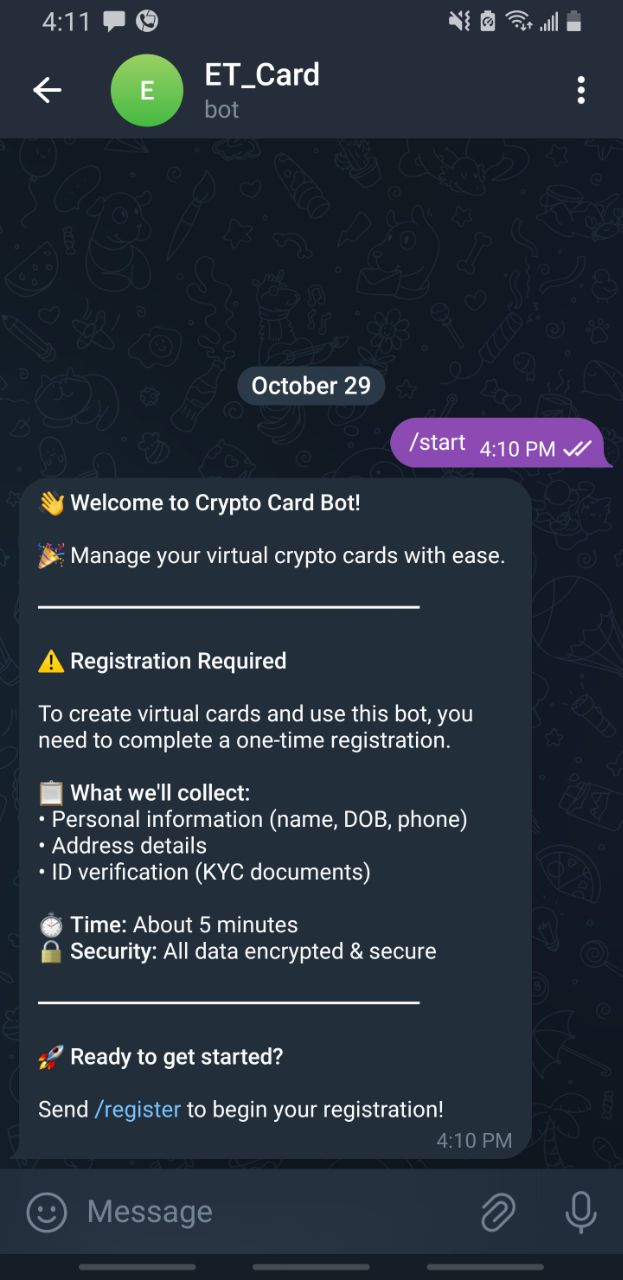 4:11
E
ET_Card
bot
October 29
/start 4:10 PM
👋 Welcome to Crypto Card Bot!
🎉 Manage your virtual crypto cards with ease.
⚠️ Registration Required
To create virtual cards and use this bot, you
need to complete a one-time registration.
📋 What we'll collect:
• Personal information (name, DOB, phone)
• Address details
• ID verification (KYC documents)
⏱️ Time: About 5 minutes
🔒 Security: All data encrypted & secure
🚀 Ready to get started?
Send /register to begin your registration!
4:10 PM
Message